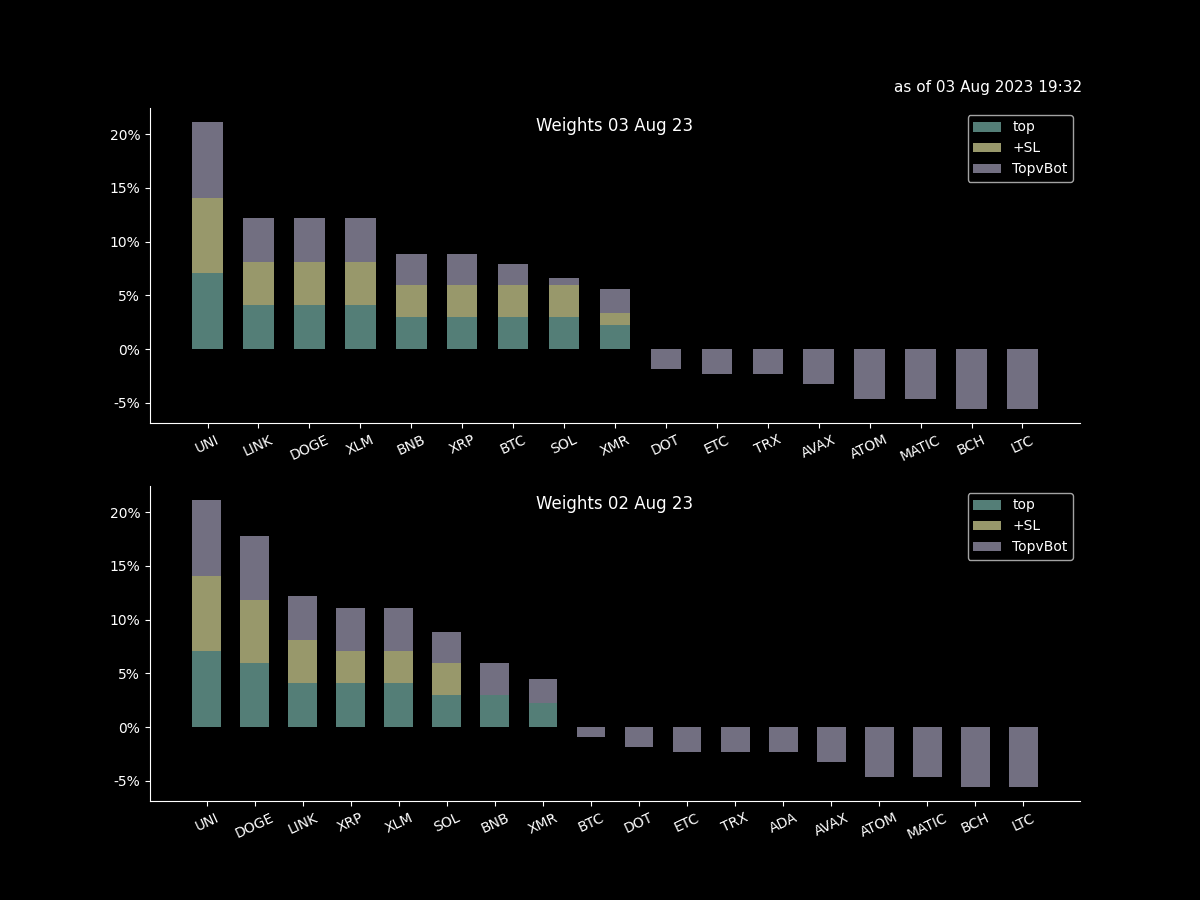 as of 03 Aug 2023 19:32
Weights 03 Aug 23
top
+SL
TopvBot
20%
15%
10%
5%
0%
-5%
UNI LINK DOGE XLM BNB XRP BTC SOL XMR DOT ETC TRX AVAX ATOM MATIC BCH LTC
Weights 02 Aug 23
top
+SL
TopvBot
20%
15%
10%
5%
0%
-5%
UNI DOGE LINK XRP XLM SOL BNB XMR BTC DOT ETC TRX ADA AVAX ATOM MATIC BCH LTC